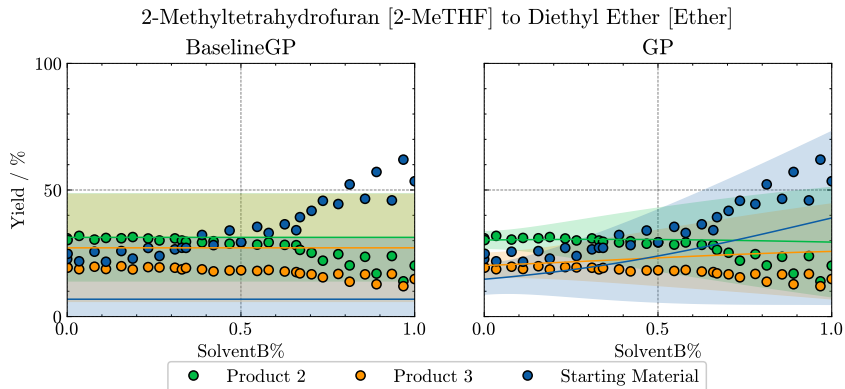 2-Methyltetrahydrofuran [2-MeTHF] to Diethyl Ether [Ether]
BaselineGP
GP
100
50
0
Yield / %
0.0 0.5 1.0
0.0 0.5 1.0
SolventB%
SolventB%
Product 2 Product 3 Starting Material